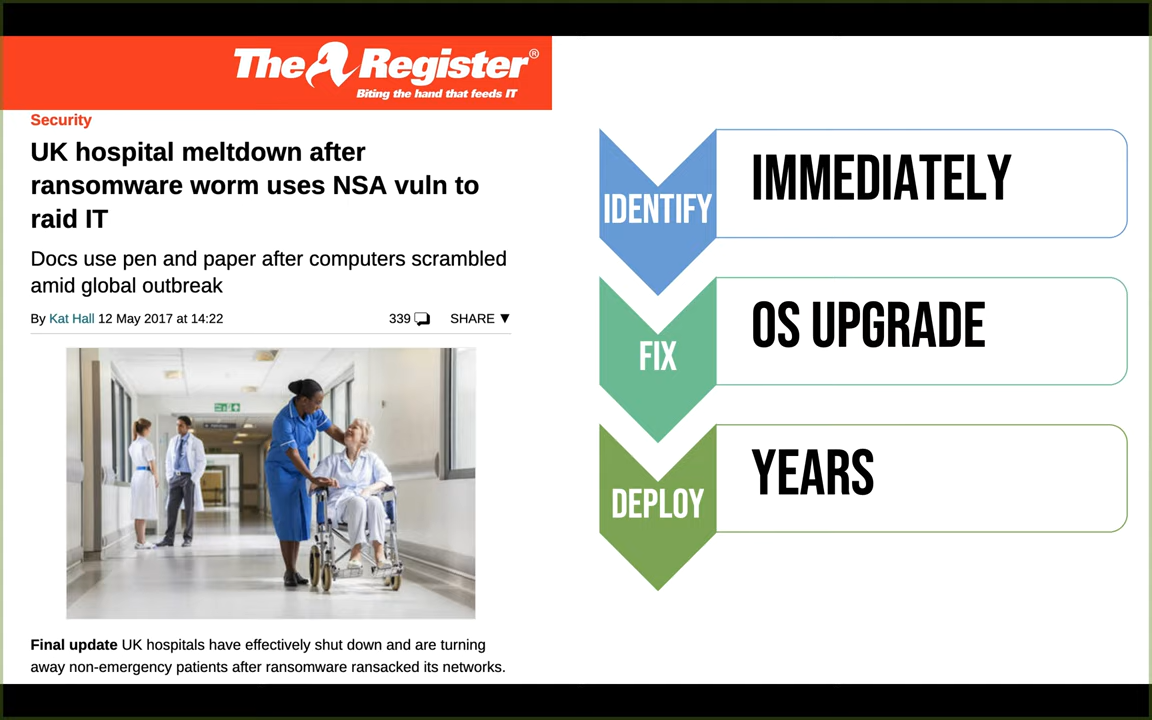 The Register®
Biting the hand that feeds IT
Security
UK hospital meltdown after
ransomware worm uses NSA vuln to
raid IT
Docs use pen and paper after computers scrambled
amid global outbreak
By Kat Hall 12 May 2017 at 14:22 339 SHARE ▼
Final update UK hospitals have effectively shut down and are turning
away non-emergency patients after ransomware ransacked its networks.
IDENTIFY
IMMEDIATELY
FIX
OS UPGRADE
DEPLOY
YEARS